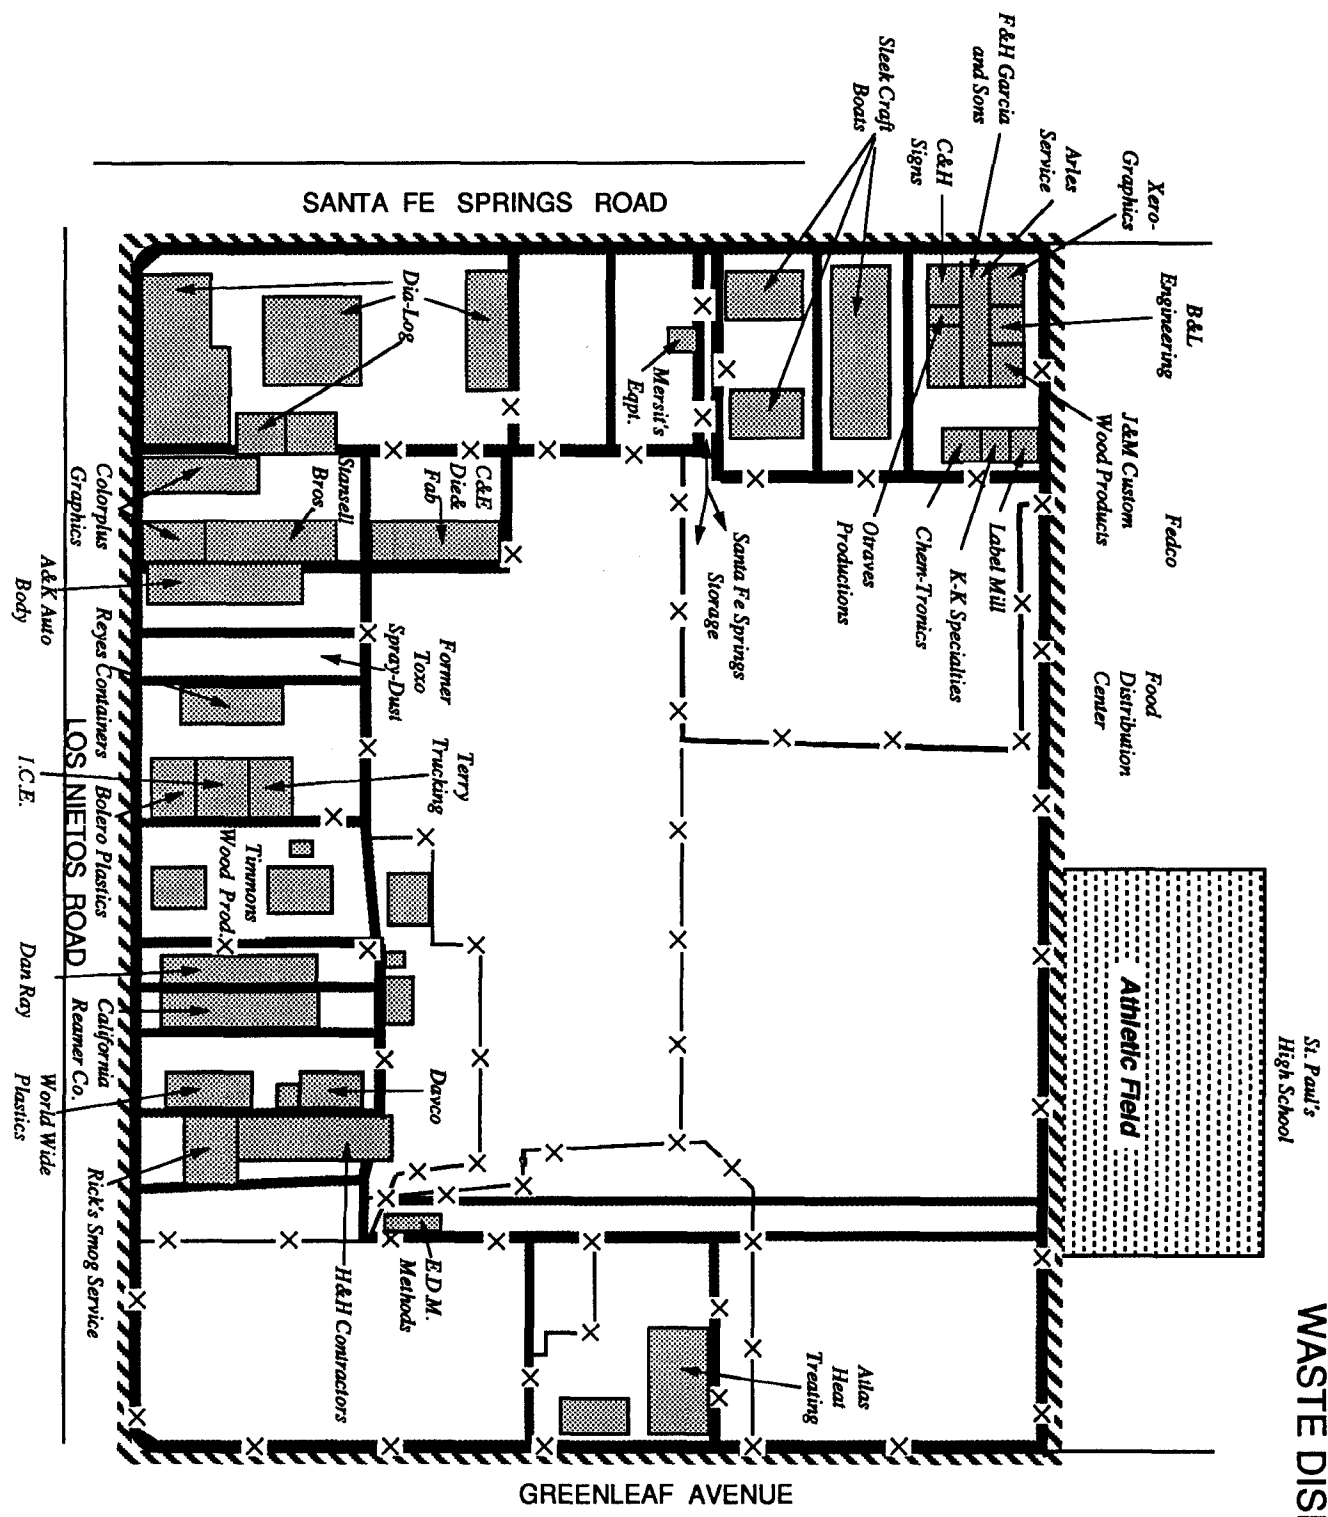 WASTE DIS
St. Paul's
High School
Athletic Field
Food
Distribution
Center
Fedco
B&L
Engineering
J&M Custom
Wood Products
Xero-
Graphics
Arles
Service
F&H Garcia
and Sons
C&H
Signs
Sleek Craft
Boats
Label Mill
K-K Specialties
Chem-Tronics
Otraves
Productions
Santa Fe Springs
Storage
Mersit's
Eqpt.
SANTA FE SPRINGS ROAD
Dia-Log
C&E
Die&
Fab
Stansell
Bros.
Colorplus
Graphics
A&K Auto
Body
Former
Toxo
Spray-Dust
Reyes Containers
Terry
Trucking
Bolero Plastics
I.C.E.
LOS NIETOS ROAD
Timmons
Wood Prod.
Dan Ray
California
Reamer Co.
Davco
World Wide
Plastics
Rick's Smog Service
H&H Contractors
E.D.M.
Methods
Atlas
Heat
Treating
GREENLEAF AVENUE